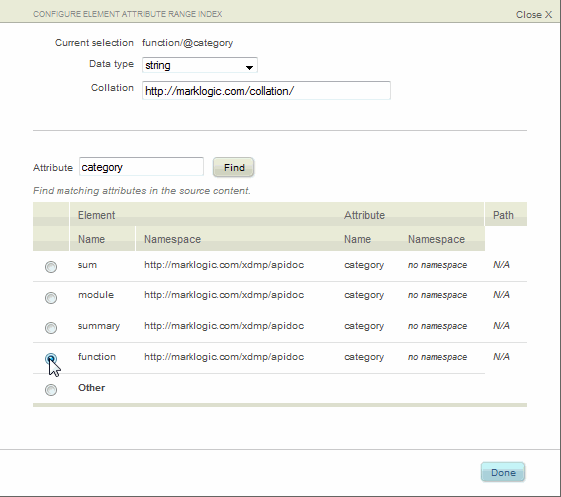 CONFIGURE ELEMENT ATTRIBUTE RANGE INDEX Close X
Current selection function/@category
Data type string
Collation http://marklogic.com/collation/
Attribute category Find
Find matching attributes in the source content.
Element Attribute Path
Name Namespace Name Namespace
sum http://marklogic.com/xdmp/apidoc category no namespace N/A
module http://marklogic.com/xdmp/apidoc category no namespace N/A
summary http://marklogic.com/xdmp/apidoc category no namespace N/A
function http://marklogic.com/xdmp/apidoc category no namespace N/A
Other
Done